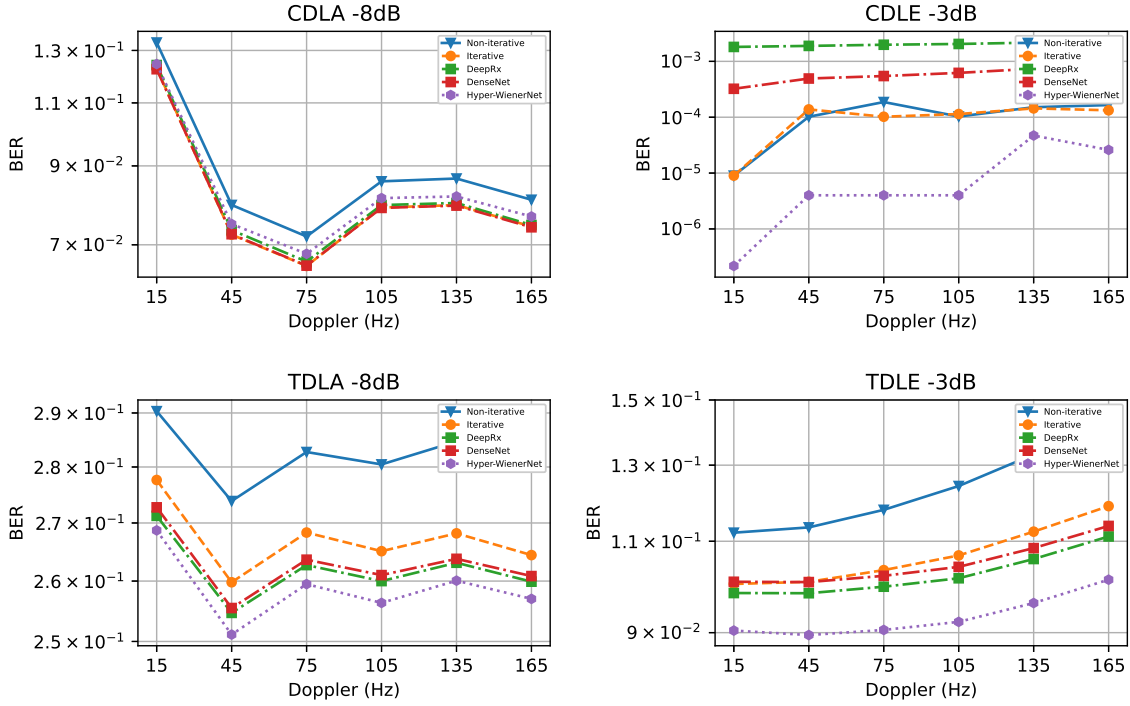 CDLA -8dB
BER
1.3 × 10⁻¹
1.1 × 10⁻¹
9 × 10⁻²
7 × 10⁻²
Non-iterative
Iterative
DeepRx
DenseNet
Hyper-WienerNet
15 45 75 105 135 165
Doppler (Hz)
CDLE -3dB
BER
10⁻³
10⁻⁴
10⁻⁵
10⁻⁶
Non-iterative
Iterative
DeepRx
DenseNet
Hyper-WienerNet
15 45 75 105 135 165
Doppler (Hz)
TDLA -8dB
BER
2.9 × 10⁻¹
2.8 × 10⁻¹
2.7 × 10⁻¹
2.6 × 10⁻¹
2.5 × 10⁻¹
Non-iterative
Iterative
DeepRx
DenseNet
Hyper-WienerNet
15 45 75 105 135 165
Doppler (Hz)
TDLE -3dB
BER
1.5 × 10⁻¹
1.3 × 10⁻¹
1.1 × 10⁻¹
9 × 10⁻²
Non-iterative
Iterative
DeepRx
DenseNet
Hyper-WienerNet
15 45 75 105 135 165
Doppler (Hz)